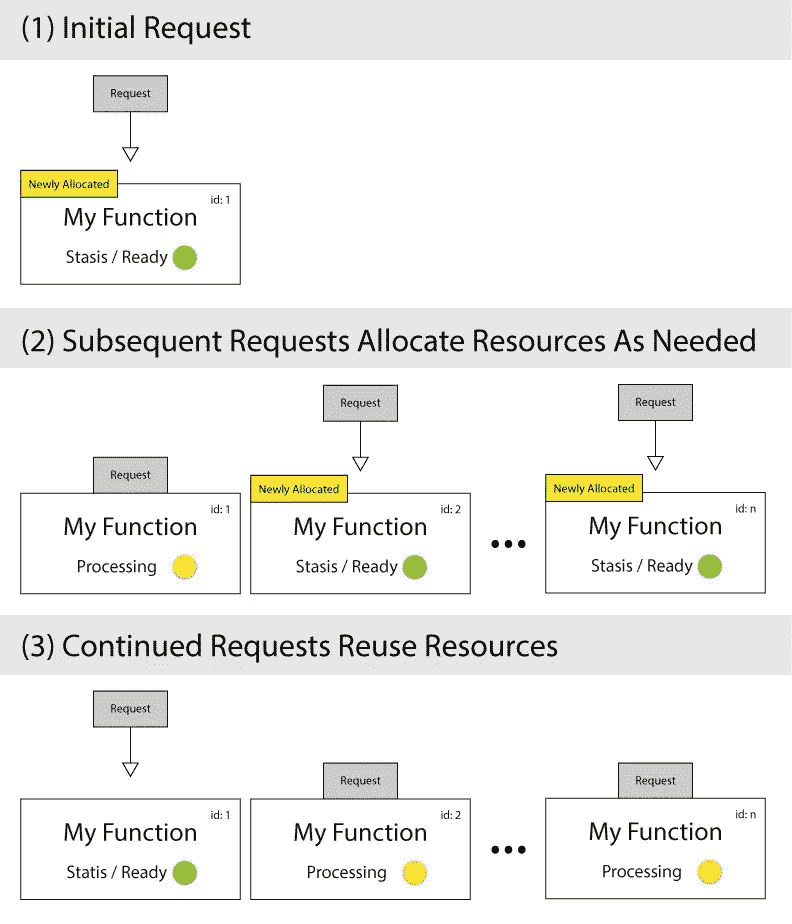 (1) Initial Request
Request
Newly Allocated
id: 1
My Function
Stasis / Ready
(2) Subsequent Requests Allocate Resources As Needed
Request
Request
Request
Newly Allocated
Newly Allocated
id: 1
My Function
Processing
id: 2
My Function
Stasis / Ready
•••
id: n
My Function
Stasis / Ready
(3) Continued Requests Reuse Resources
Request
Request
Request
id: 1
My Function
Statis / Ready
id: 2
My Function
Processing
•••
id: n
My Function
Processing